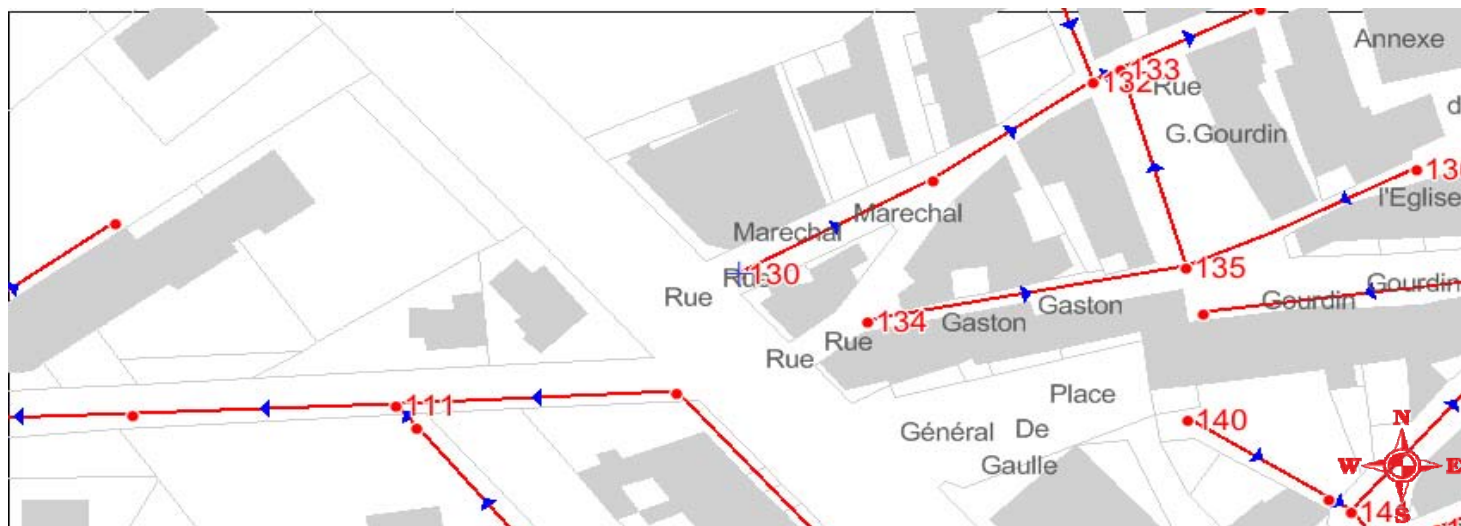 Annexe
133
132
Rue
G.Gourdin
l'Eglise
Marechal
Marechal
130
Rue
Rue
135
Gourdin
Gourdin
Gaston
Gaston
134
Rue
Rue
Place
111
140
Général De
Gaulle
N
W E
S